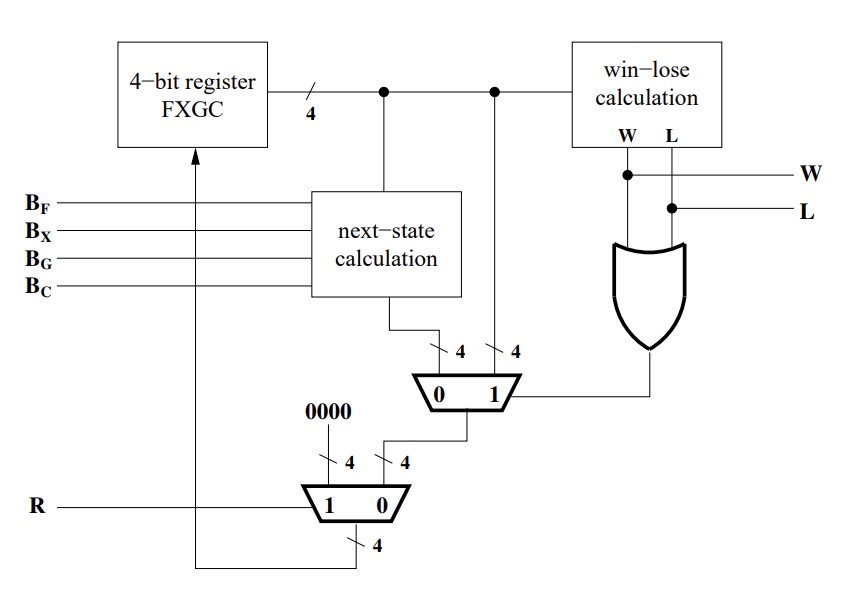 4−bit register
FXGC
4
win−lose
calculation
W L
W
L
B_F
B_X
B_G
B_C
next−state
calculation
4 4
0 1
0000
4 4
R
1 0
4